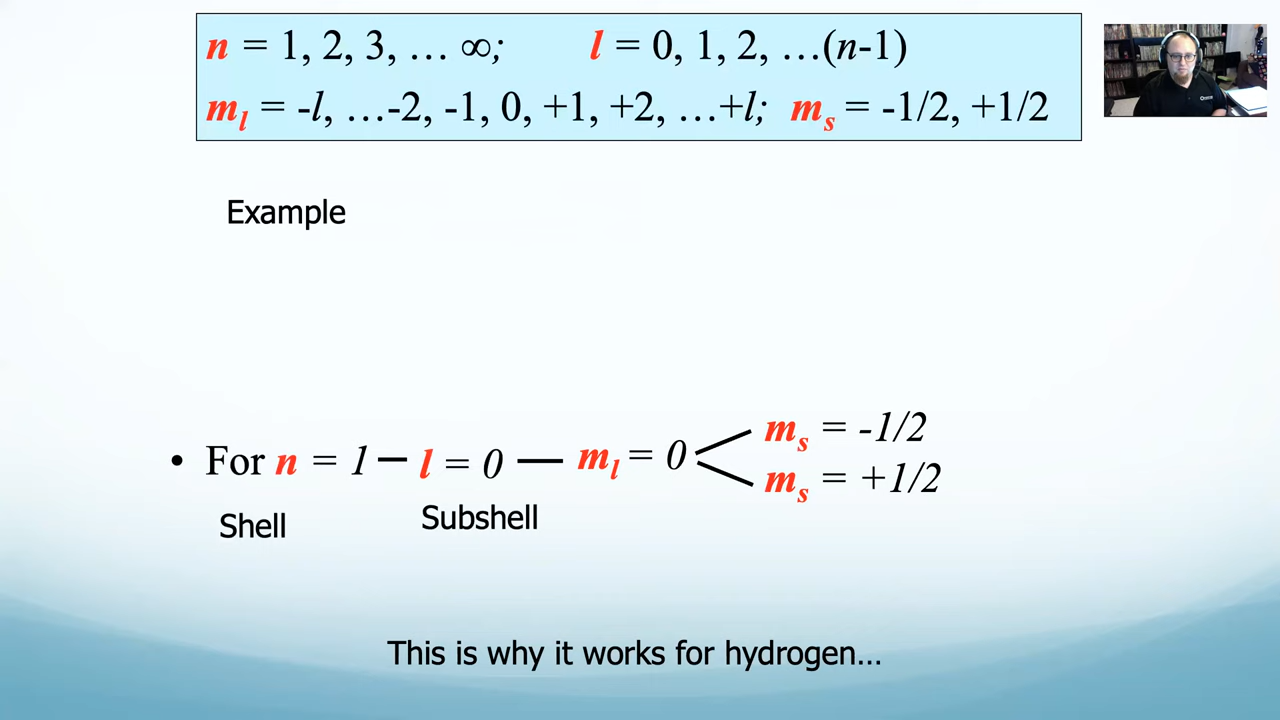 n = 1, 2, 3, … ∞; l = 0, 1, 2, …(n-1)
mₗ = -l, …-2, -1, 0, +1, +2, …+l; mₛ = -1/2, +1/2
Example
• For n = 1 – l = 0 — mₗ = 0
mₛ = -1/2
mₛ = +1/2
Shell
Subshell
This is why it works for hydrogen…